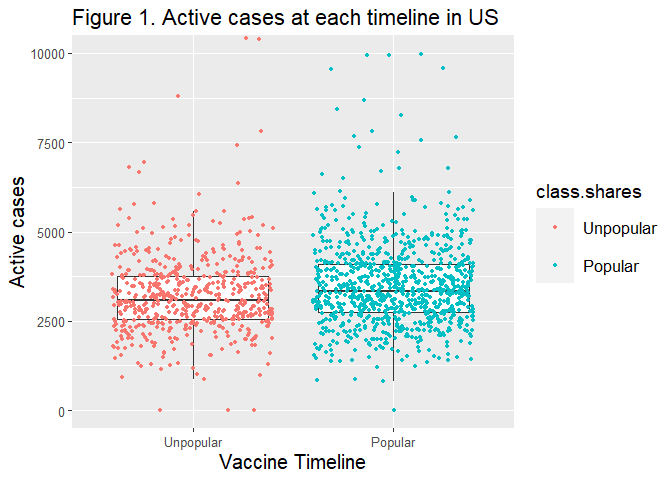 Figure 1. Active cases at each timeline in US
10000
7500
5000
2500
0
Active cases
Unpopular
Popular
Vaccine Timeline
class.shares
Unpopular
Popular